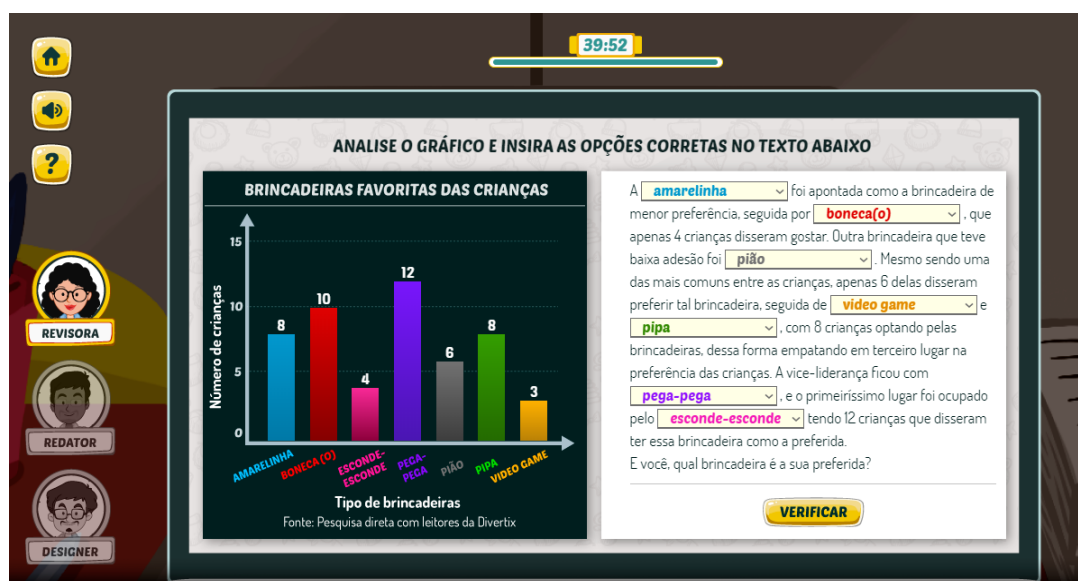 39:52
ANALISE O GRÁFICO E INSIRA AS OPÇÕES CORRETAS NO TEXTO ABAIXO
?
REVISORA
REDATOR
DESIGNER
BRINCADEIRAS FAVORITAS DAS CRIANÇAS
Número de crianças
15
10
5
0
8
10
4
12
6
8
3
AMARELINHA
BONECA (O)
ESCONDE-
ESCONDE
PEGA-
PEGA
PIÃO
PIPA
VIDEO GAME
Tipo de brincadeiras
Fonte: Pesquisa direta com leitores da Divertix
A amarelinha foi apontada como a brincadeira de
menor preferência, seguida por boneca(o) , que
apenas 4 crianças disseram gostar. Outra brincadeira que teve
baixa adesão foi pião . Mesmo sendo uma
das mais comuns entre as crianças, apenas 6 delas disseram
preferir tal brincadeira, seguida de video game e
pipa , com 8 crianças optando pelas
brincadeiras, dessa forma empatando em terceiro lugar na
preferência das crianças. A vice-liderança ficou com
pega-pega , e o primeiríssimo lugar foi ocupado
pelo esconde-esconde tendo 12 crianças que disseram
ter essa brincadeira como a preferida.
E você, qual brincadeira é a sua preferida?
VERIFICAR